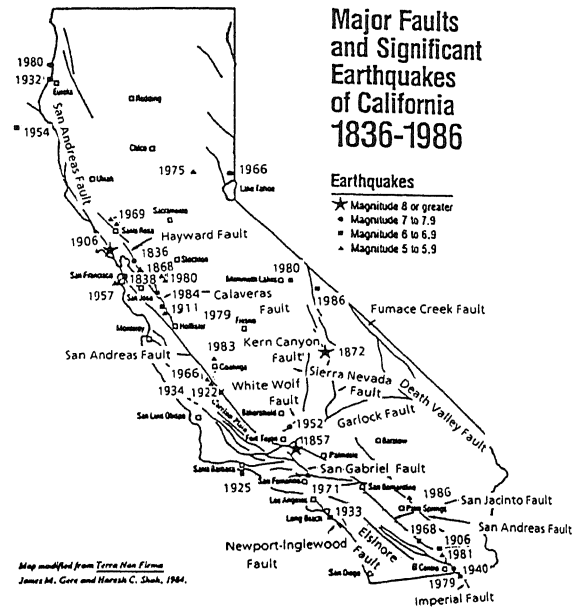 Major Faults
and Significant
Earthquakes
of California
1836-1986
Earthquakes
Magnitude 8 or greater
Magnitude 7 to 7.9
Magnitude 6 to 6.9
Magnitude 5 to 5.9
1980
1932
Eureka
Redding
San Andreas Fault
1954
Chico
1975
1966
Lake Tahoe
Ukiah
1969
Sacramento
Santa Rosa
1906
Hayward Fault
1836
Stockton
1868
San Francisco
1838
1980
1980
Mammoth Lakes
1957
San Jose
1984
Calaveras
Fault
1986
1911
Furnace Creek Fault
1979
Hollister
Fresno
Monterey
Kern Canyon
Fault
1872
San Andreas Fault
1983
Coalinga
Sierra Nevada
Fault
1966
White Wolf
Fault
Death Valley Fault
1934
1922
Garlock Fault
San Luis Obispo
Carrizo Plain
Bakersfield
1952
Fort Tejon
1857
Barstow
Palmdale
Santa Barbara
San Gabriel Fault
1925
San Fernando
1971
San Bernardino
1986
San Jacinto Fault
Los Angeles
Palm Springs
San Andreas Fault
Long Beach
1933
1968
1906
Newport-Inglewood
Fault
Elsinore
Fault
1981
El Centro
1940
San Diego
1979
Imperial Fault
Map modified from Terra Non Firma
James M. Gere and Haresh C. Shah, 1984.